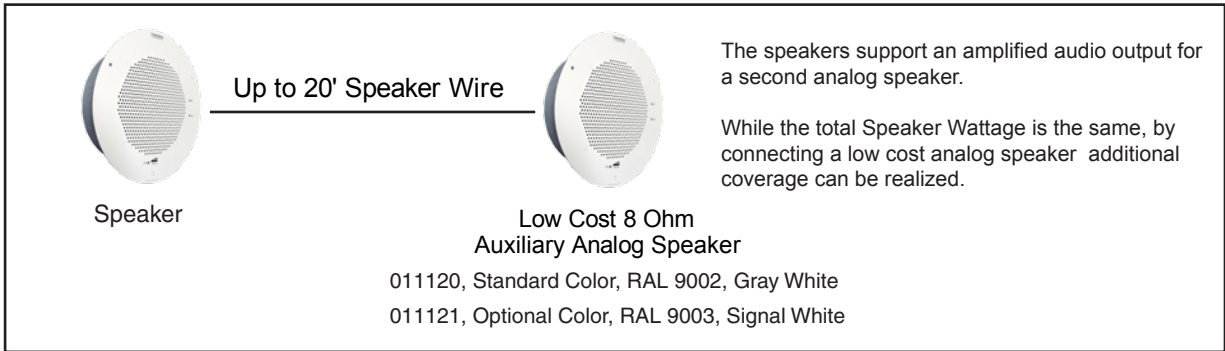 Up to 20' Speaker Wire
Speaker
Low Cost 8 Ohm
Auxiliary Analog Speaker
011120, Standard Color, RAL 9002, Gray White
011121, Optional Color, RAL 9003, Signal White
The speakers support an amplified audio output for
a second analog speaker.
While the total Speaker Wattage is the same, by
connecting a low cost analog speaker additional
coverage can be realized.